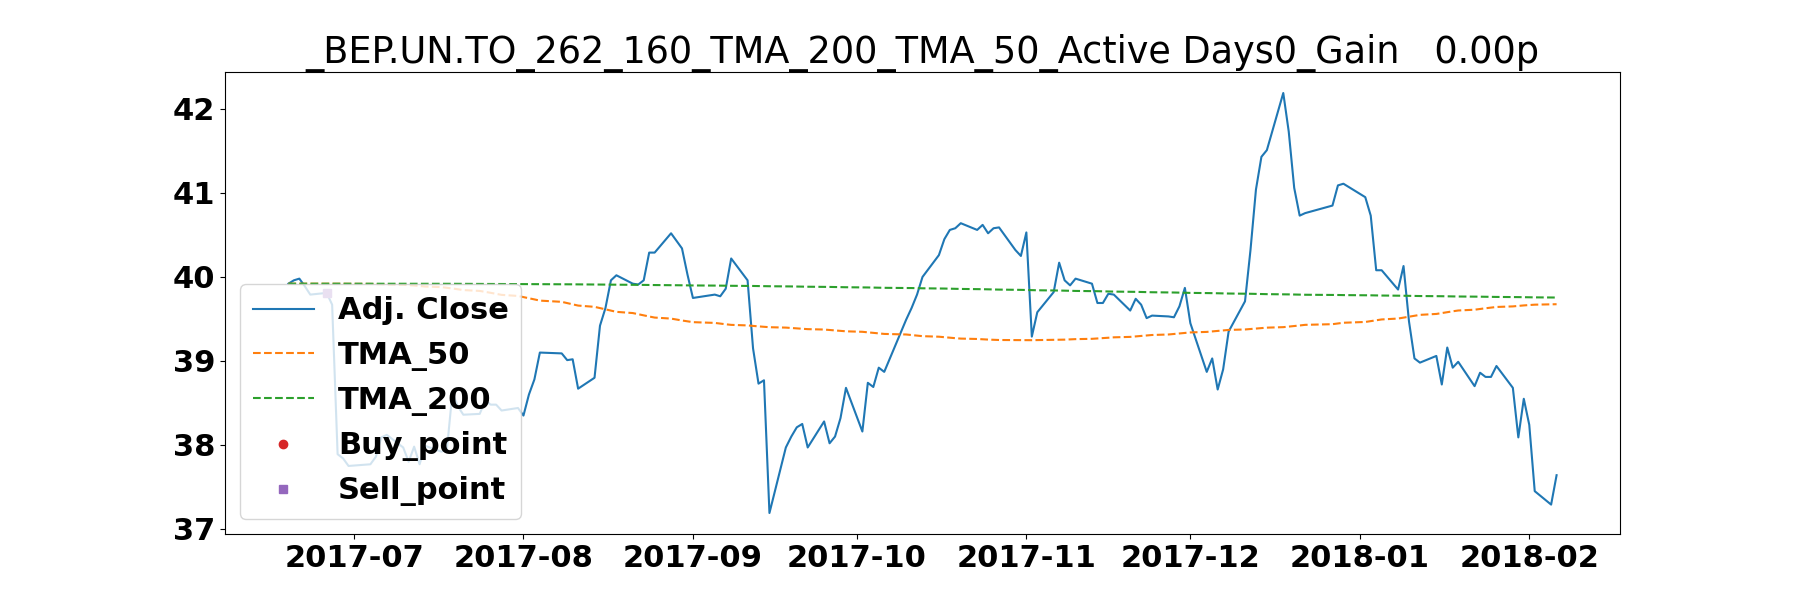 _BEP.UN.TO_262_160_TMA_200_TMA_50_Active Days0_Gain   0.00p
42
41
40
39
38
37
Adj. Close
TMA_50
TMA_200
Buy_point
Sell_point
2017-07 2017-08 2017-09 2017-10 2017-11 2017-12 2018-01 2018-02